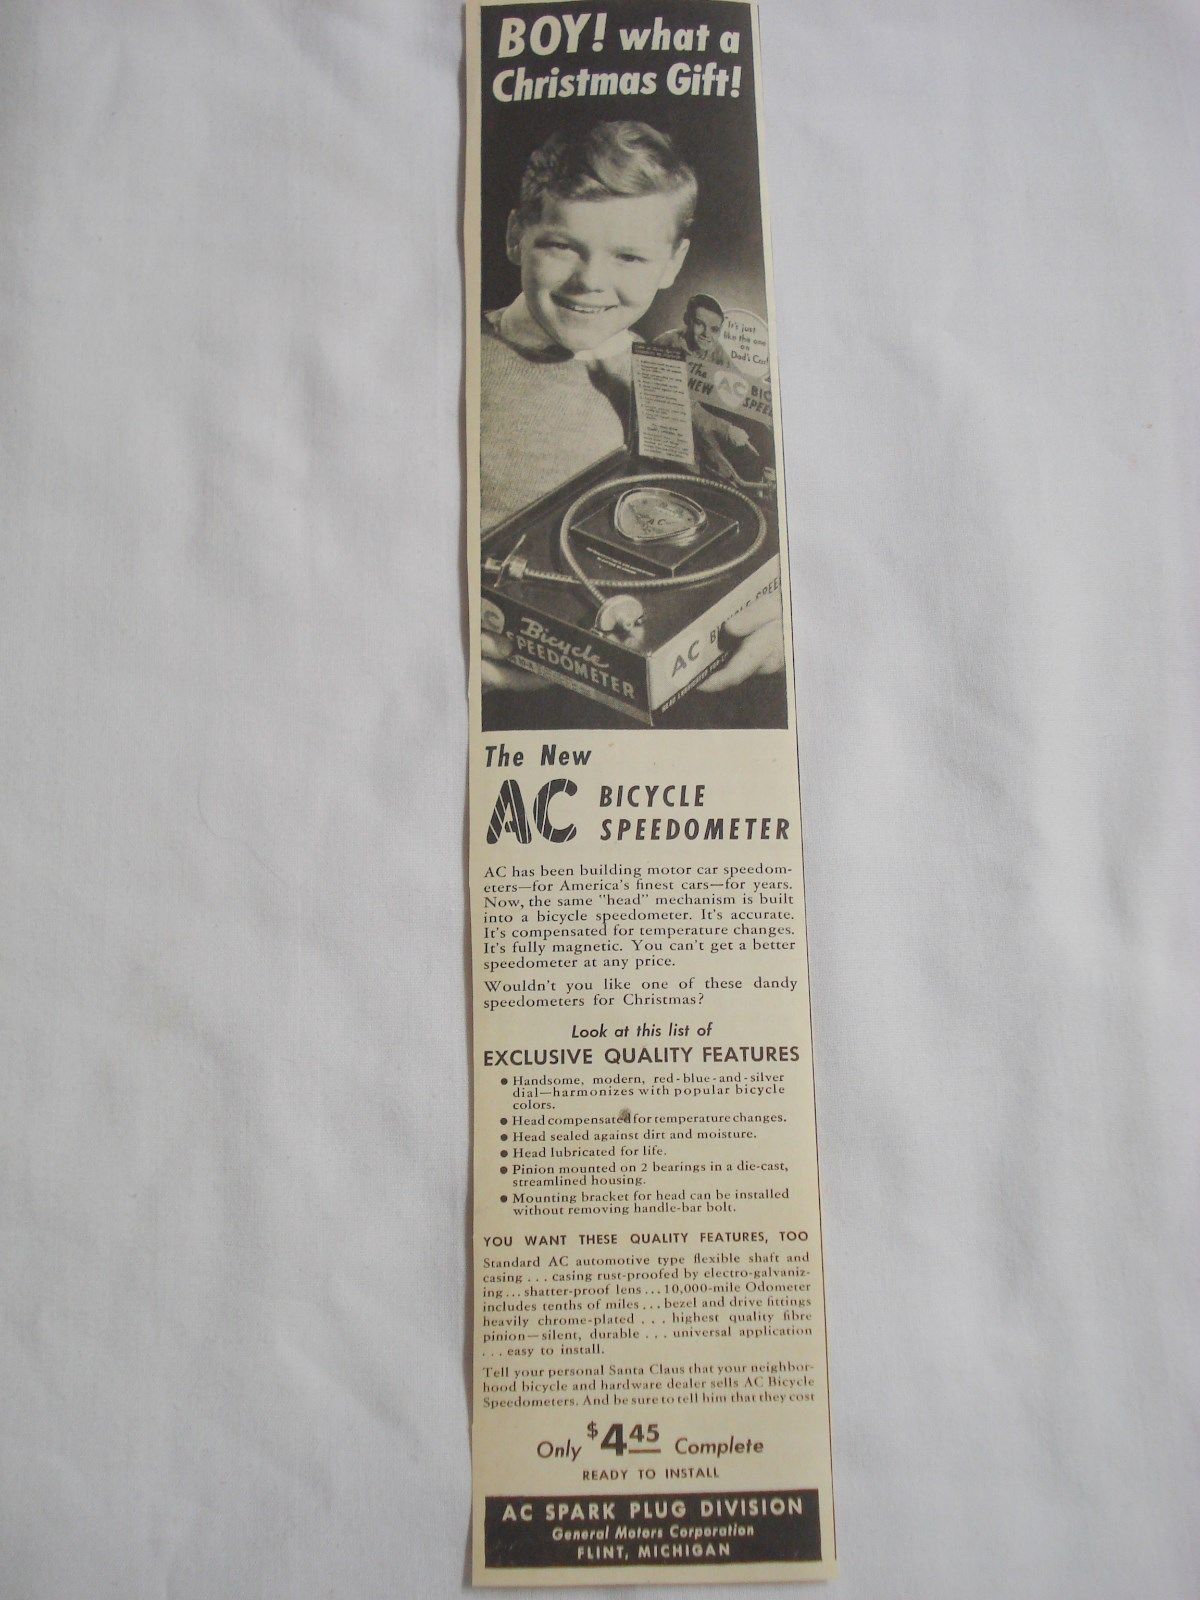 BOY! what a
Christmas Gift!
"It's just
like the one
on
Dad's Car!"
"The
NEW
AC BIC
SPEE
AC
Bicycle
SPEEDOMETER
AC
The New
AC BICYCLE
SPEEDOMETER
AC has been building motor car speedom-
eters—for America's finest cars—for years.
Now, the same "head" mechanism is built
into a bicycle speedometer. It's accurate.
It's compensated for temperature changes.
It's fully magnetic. You can't get a better
speedometer at any price.
Wouldn't you like one of these dandy
speedometers for Christmas?
Look at this list of
EXCLUSIVE QUALITY FEATURES
● Handsome, modern, red-blue-and-silver
dial—harmonizes with popular bicycle
colors.
● Head compensated for temperature changes.
● Head sealed against dirt and moisture.
● Head lubricated for life.
● Pinion mounted on 2 bearings in a die-cast,
streamlined housing.
● Mounting bracket for head can be installed
without removing handle-bar bolt.
YOU WANT THESE QUALITY FEATURES, TOO
Standard AC automotive type flexible shaft and
casing . . . casing rust-proofed by electro-galvaniz-
ing . . . shatter-proof lens . . . 10,000-mile Odometer
includes tenths of miles . . . bezel and drive fittings
heavily chrome-plated . . . highest quality fibre
pinion—silent, durable . . . universal application
. . . easy to install.
Tell your personal Santa Claus that your neighbor-
hood bicycle and hardware dealer sells AC Bicycle
Speedometers. And be sure to tell him that they cost
Only $4.45 Complete
READY TO INSTALL
AC SPARK PLUG DIVISION
General Motors Corporation
FLINT, MICHIGAN